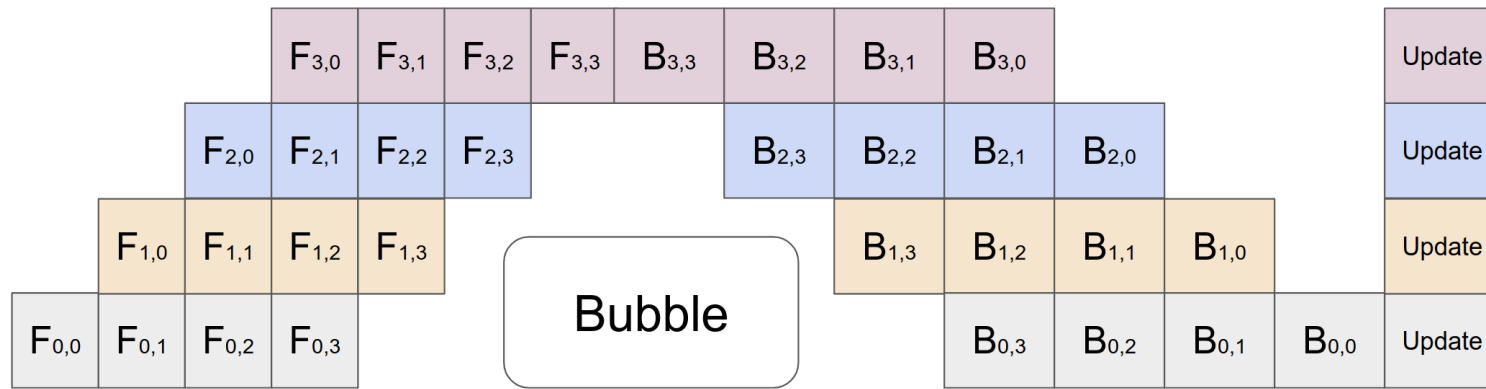 F3,0 F3,1 F3,2 F3,3 B3,3 B3,2 B3,1 B3,0 Update
F2,0 F2,1 F2,2 F2,3 B2,3 B2,2 B2,1 B2,0 Update
F1,0 F1,1 F1,2 F1,3 B1,3 B1,2 B1,1 B1,0 Update
Bubble
F0,0 F0,1 F0,2 F0,3 B0,3 B0,2 B0,1 B0,0 Update